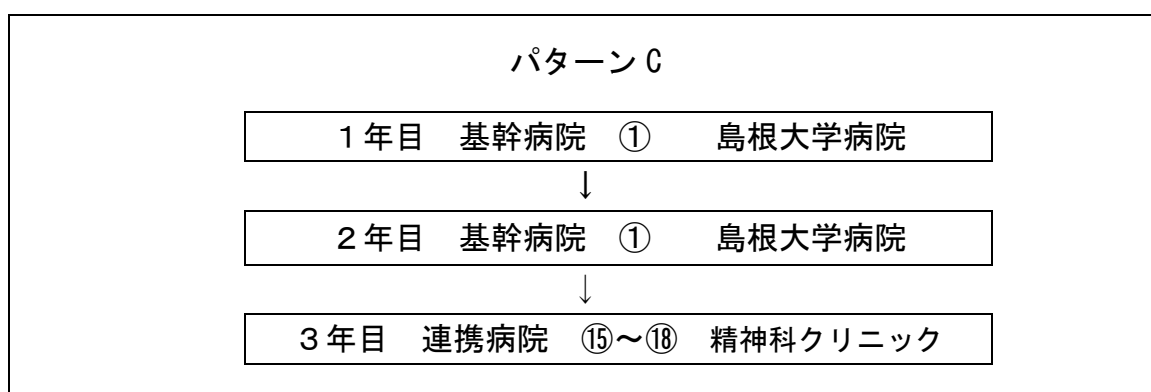 パターンC
１年目　基幹病院　①　　島根大学病院
↓
２年目　基幹病院　①　　島根大学病院
↓
３年目　連携病院　⑮～⑱　精神科クリニック